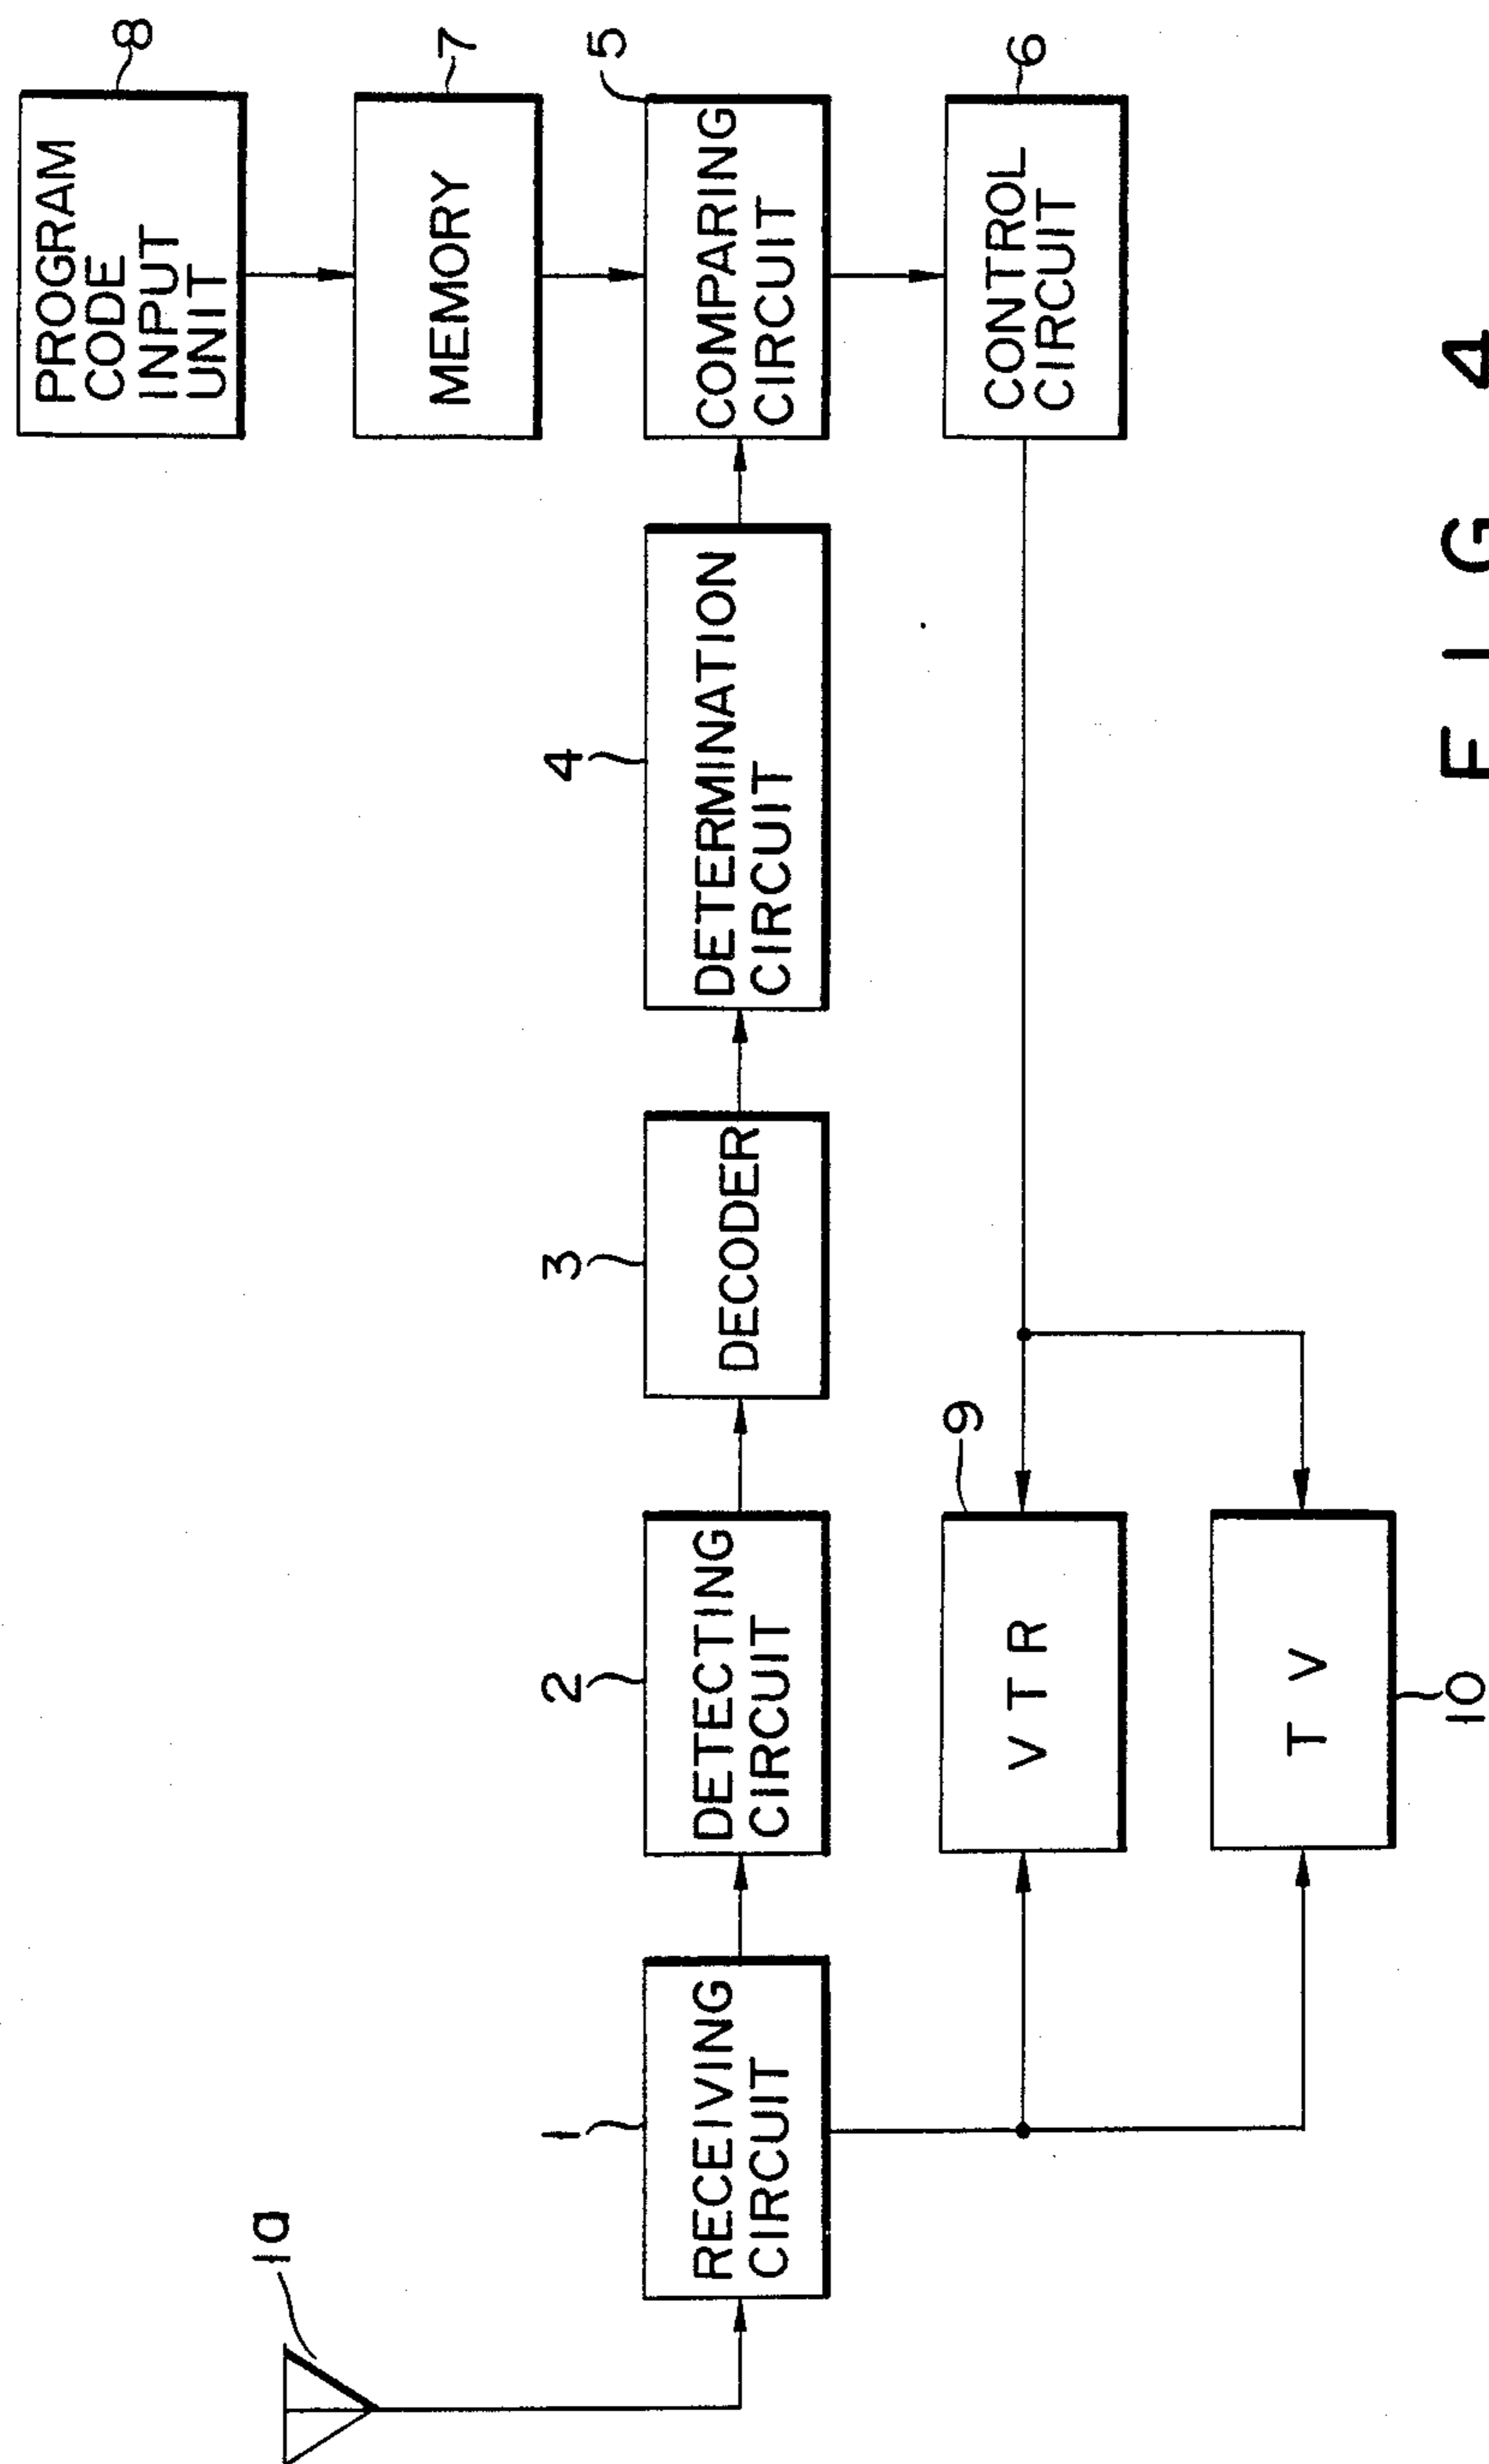 8
PROGRAM
CODE
INPUT
UNIT
7
MEMORY
1a
1
RECEIVING
CIRCUIT
2
DETECTING
CIRCUIT
3
DECODER
4
DETERMINATION
CIRCUIT
5
COMPARING
CIRCUIT
9
VTR
6
CONTROL
CIRCUIT
TV
10
FIG 4